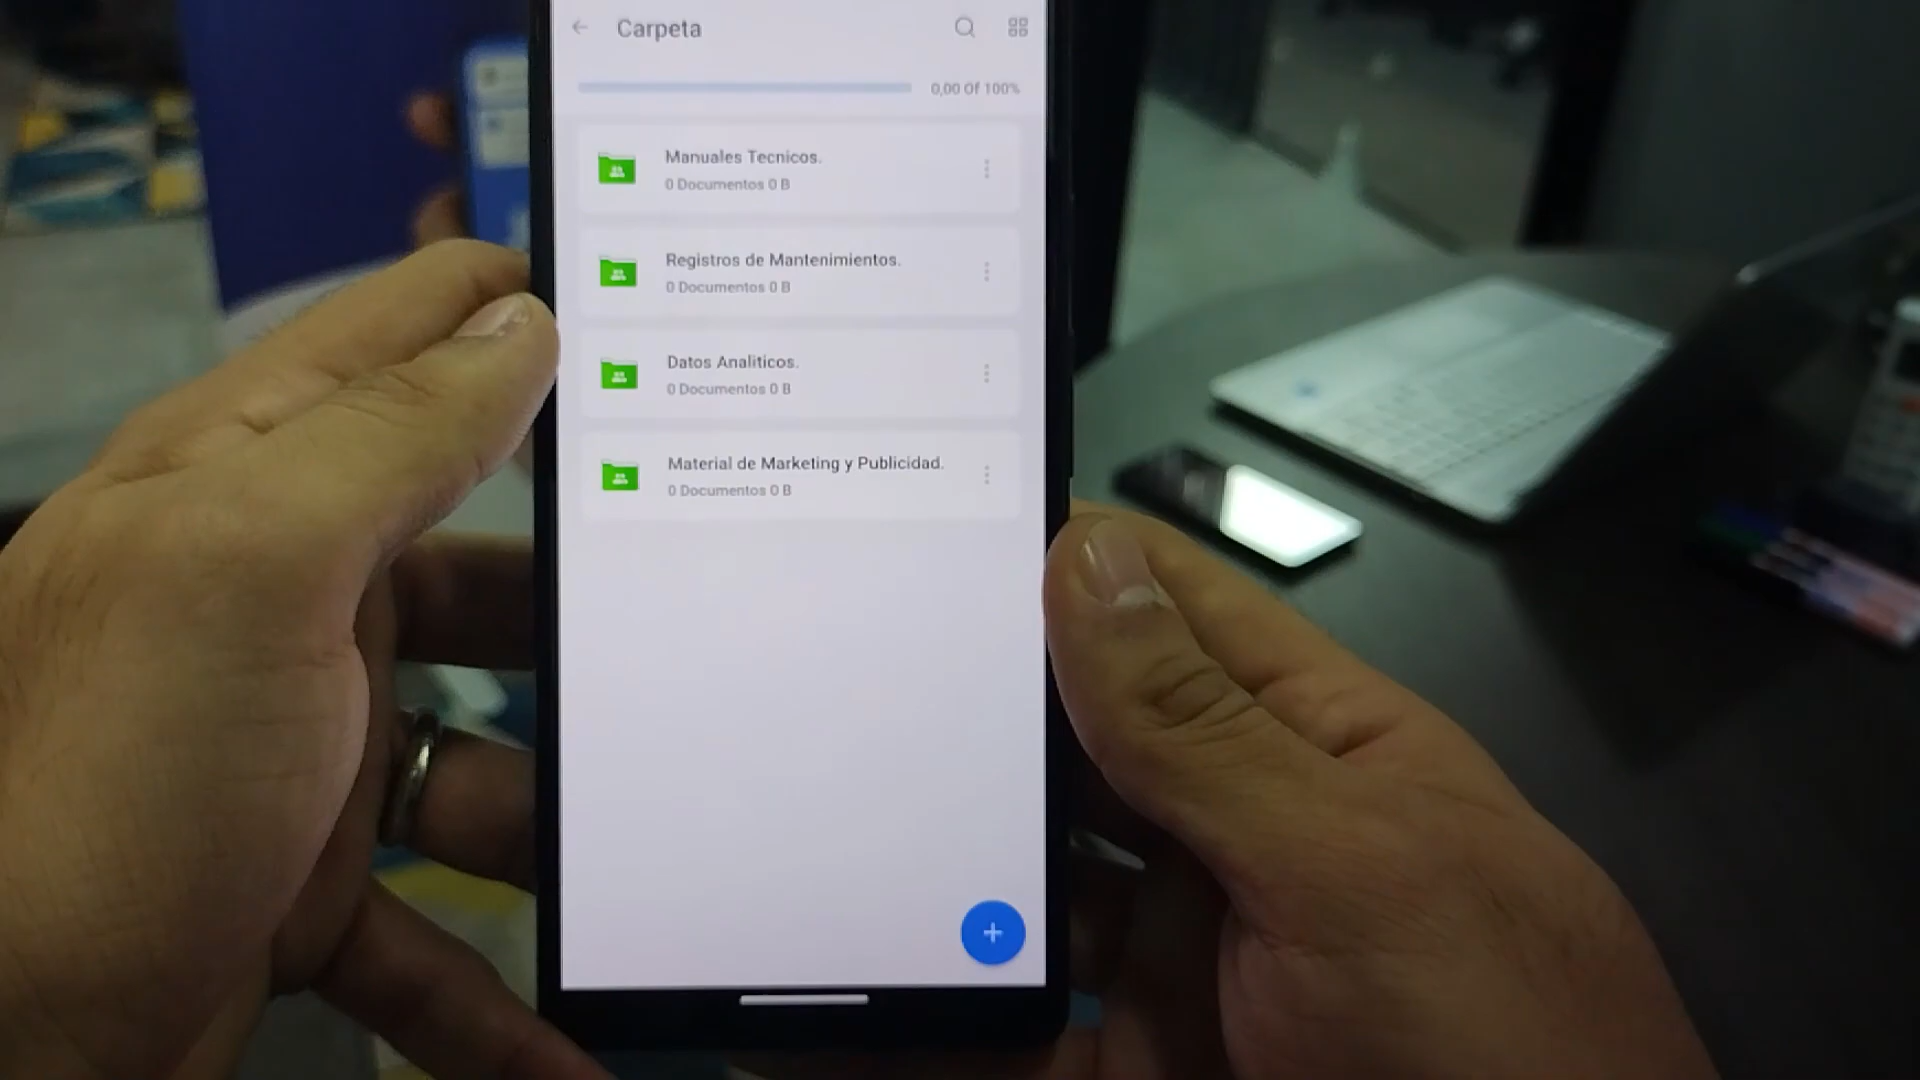 Carpeta
0,00 Of 100%
Manuales Tecnicos.
0 Documentos 0 B
Registros de Mantenimientos.
0 Documentos 0 B
Datos Analiticos.
0 Documentos 0 B
Material de Marketing y Publicidad.
0 Documentos 0 B